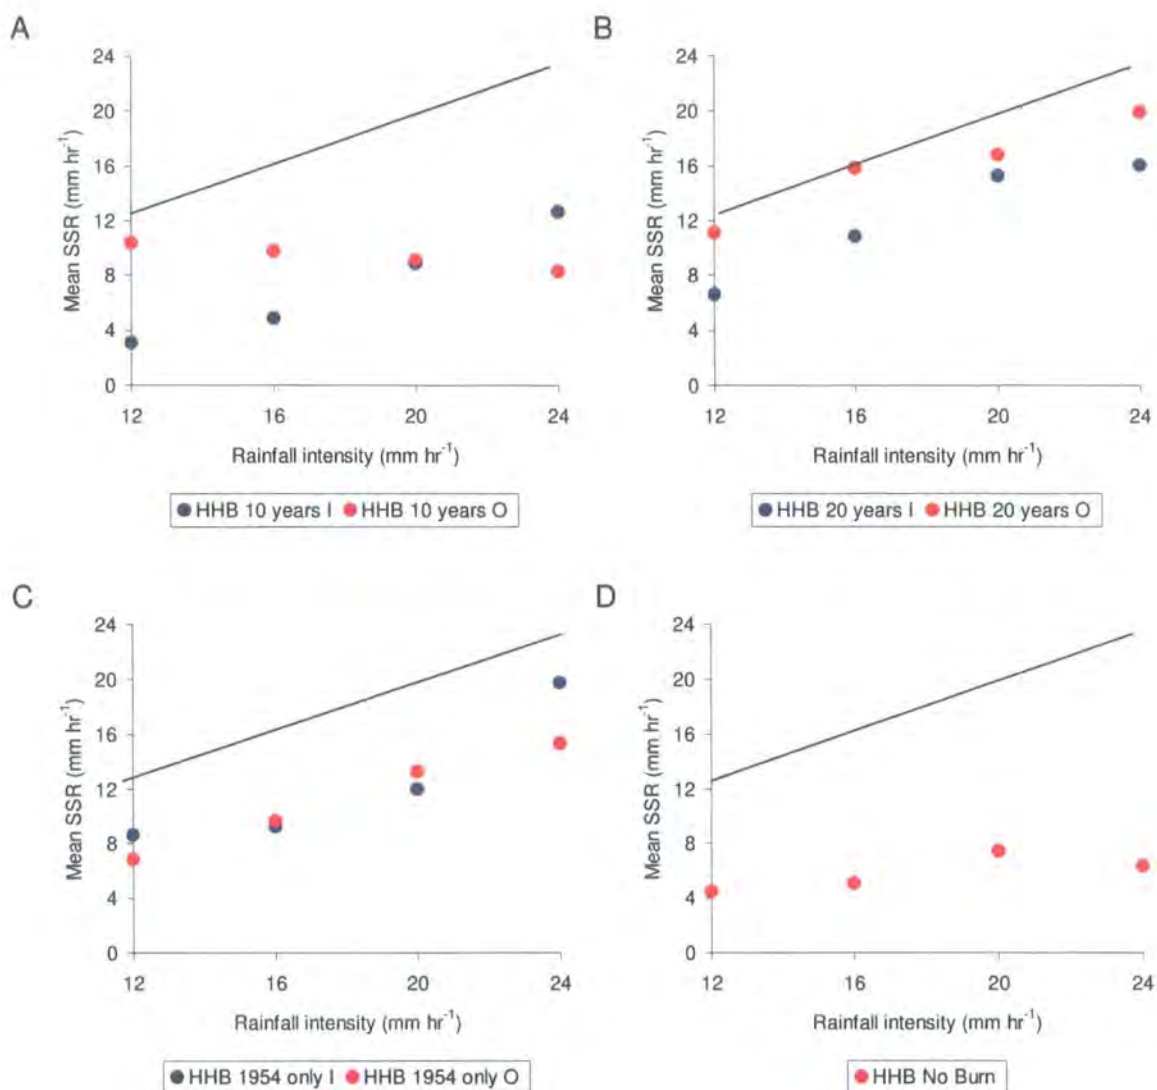 A
24
20
16
12
8
4
0
Mean SSR (mm hr⁻¹)
12 16 20 24
Rainfall intensity (mm hr⁻¹)
HHB 10 years I HHB 10 years O
B
24
20
16
12
8
4
0
Mean SSR (mm hr⁻¹)
12 16 20 24
Rainfall intensity (mm hr⁻¹)
HHB 20 years I HHB 20 years O
C
24
20
16
12
8
4
0
Mean SSR (mm hr⁻¹)
12 16 20 24
Rainfall intensity (mm hr⁻¹)
HHB 1954 only I HHB 1954 only O
D
24
20
16
12
8
4
0
Mean SSR (mm hr⁻¹)
12 16 20 24
Rainfall intensity (mm hr⁻¹)
HHB No Burn